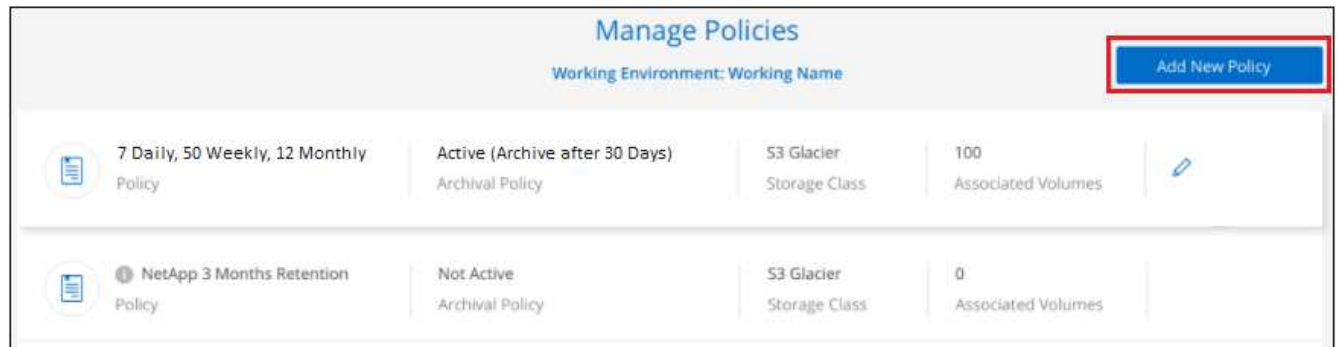 Manage Policies
Working Environment: Working Name
Add New Policy
7 Daily, 50 Weekly, 12 Monthly
Active (Archive after 30 Days)
S3 Glacier
100
Policy
Archival Policy
Storage Class
Associated Volumes
NetApp 3 Months Retention
Not Active
S3 Glacier
0
Policy
Archival Policy
Storage Class
Associated Volumes